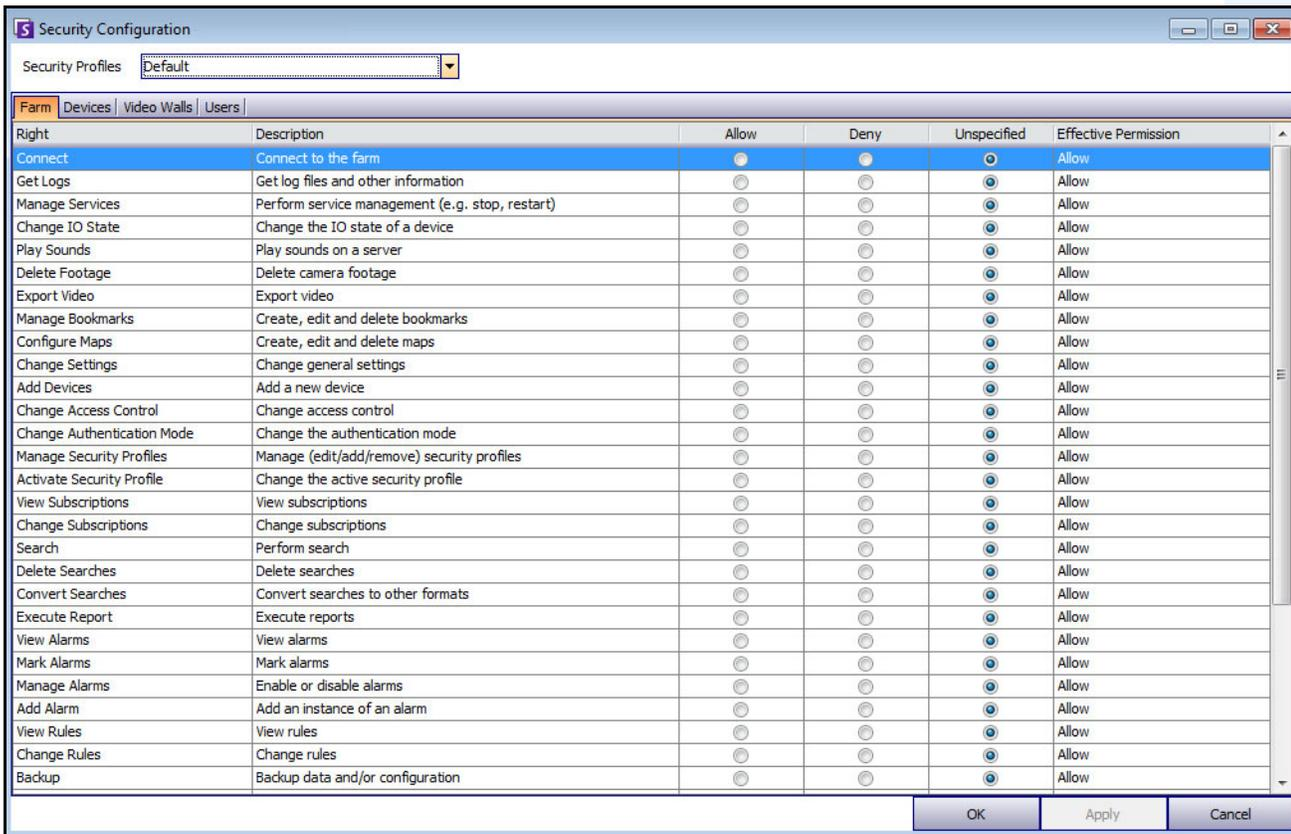 Security Configuration
Security Profiles Default
Farm Devices Video Walls Users
Right Description Allow Deny Unspecified Effective Permission
Connect Connect to the farm Allow
Get Logs Get log files and other information Allow
Manage Services Perform service management (e.g. stop, restart) Allow
Change IO State Change the IO state of a device Allow
Play Sounds Play sounds on a server Allow
Delete Footage Delete camera footage Allow
Export Video Export video Allow
Manage Bookmarks Create, edit and delete bookmarks Allow
Configure Maps Create, edit and delete maps Allow
Change Settings Change general settings Allow
Add Devices Add a new device Allow
Change Access Control Change access control Allow
Change Authentication Mode Change the authentication mode Allow
Manage Security Profiles Manage (edit/add/remove) security profiles Allow
Activate Security Profile Change the active security profile Allow
View Subscriptions View subscriptions Allow
Change Subscriptions Change subscriptions Allow
Search Perform search Allow
Delete Searches Delete searches Allow
Convert Searches Convert searches to other formats Allow
Execute Report Execute reports Allow
View Alarms View alarms Allow
Mark Alarms Mark alarms Allow
Manage Alarms Enable or disable alarms Allow
Add Alarm Add an instance of an alarm Allow
View Rules View rules Allow
Change Rules Change rules Allow
Backup Backup data and/or configuration Allow
OK Apply Cancel